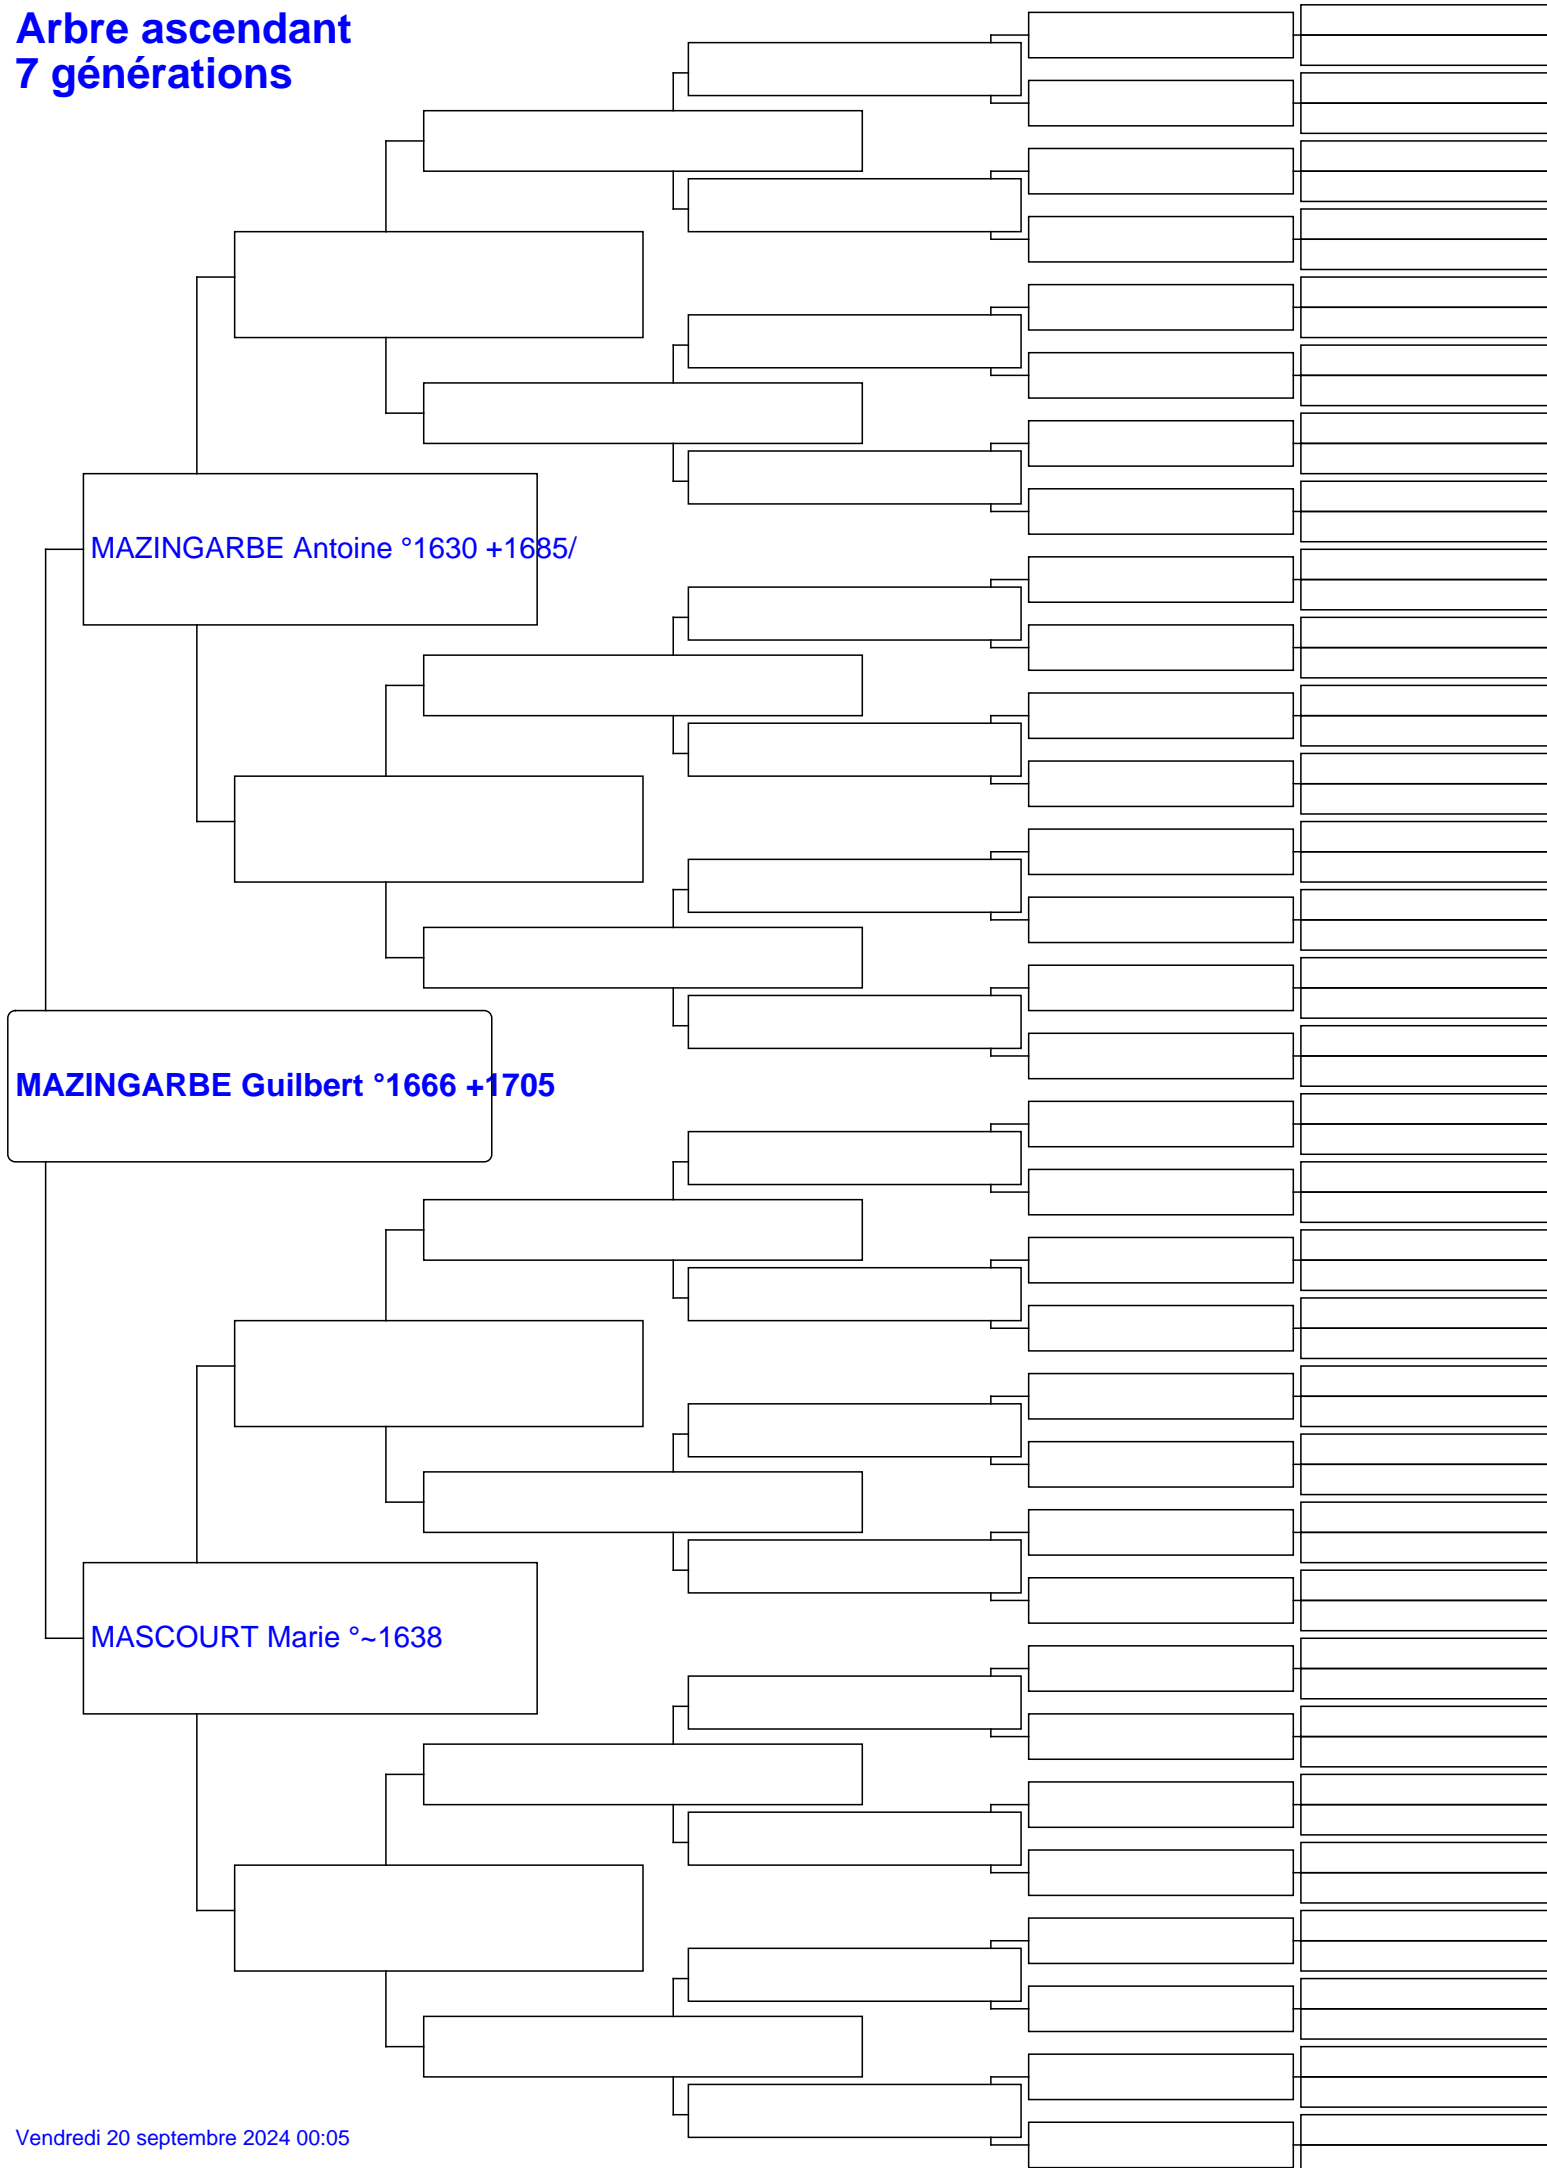 Arbre ascendant
7 générations
MAZINGARBE Antoine °1630 +1685/
MAZINGARBE Guilbert °1666 +1705
MASCOURT Marie °~1638
Vendredi 20 septembre 2024 00:05